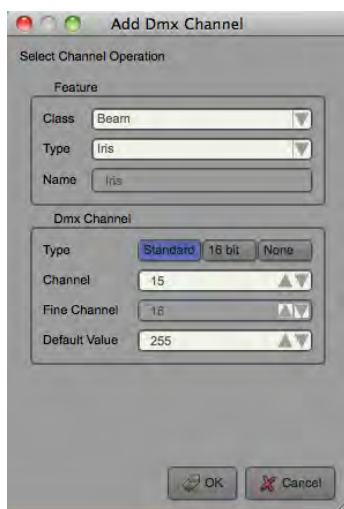 Add Dmx Channel
Select Channel Operation
Feature
Class Beam
Type Iris
Name Iris
Dmx Channel
Type Standard 16 bit None
Channel 15
Fine Channel 16
Default Value 255
OK Cancel